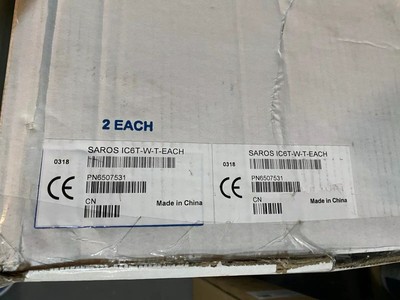 2 EACH
SAROS IC6T-W-T-EACH
0318
CE
PN6507531
CN
Made in China
SAROS IC6T-W-T-EACH
0318
CE
PN6507531
CN
Made in China